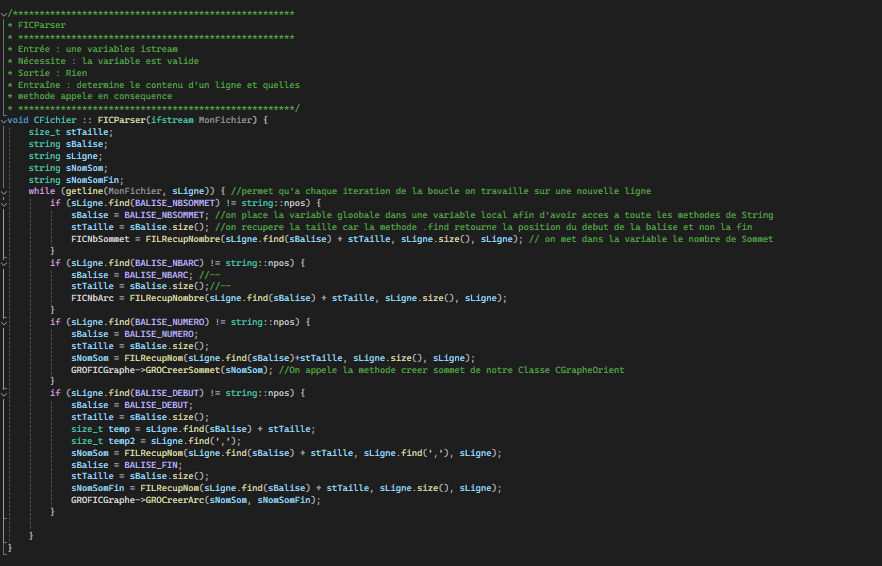 /*****************************************************
* FICParser
* ****************************************************
* Entrée : une variables istream
* Nécessite : la variable est valide
* Sortie : Rien
* Entraîne : determine le contenu d'un ligne et quelles
* methode appele en consequence
* ****************************************************/
void CFichier :: FICParser(ifstream MonFichier) {
    size_t stTaille;
    string sBalise;
    string sLigne;
    string sNomSom;
    string sNomSomFin;
    while (getline(MonFichier, sLigne)) { //permet qu'a chaque iteration de la boucle on travaille sur une nouvelle ligne
        if (sLigne.find(BALISE_NBSOMMET) != string::npos) {
            sBalise = BALISE_NBSOMMET; //on place la variable gloobale dans une variable local afin d'avoir acces a toute les methodes de String
            stTaille = sBalise.size(); //on recupere la taille car la methode .find retourne la position du debut de la balise et non la fin
            FICNbSommet = FILRecupNombre(sLigne.find(sBalise) + stTaille, sLigne.size(), sLigne); // on met dans la variable le nombre de Sommet
        }
        if (sLigne.find(BALISE_NBARC) != string::npos) {
            sBalise = BALISE_NBARC; //--
            stTaille = sBalise.size();//--
            FICNbArc = FILRecupNombre(sLigne.find(sBalise) + stTaille, sLigne.size(), sLigne);
        }
        if (sLigne.find(BALISE_NUMERO) != string::npos) {
            sBalise = BALISE_NUMERO;
            stTaille = sBalise.size();
            sNomSom = FILRecupNom(sLigne.find(sBalise)+stTaille, sLigne.size(), sLigne);
            GROFICGraphe->GROCreerSommet(sNomSom); //On appele la methode creer sommet de notre Classe CGrapheOrient
        }
        if (sLigne.find(BALISE_DEBUT) != string::npos) {
            sBalise = BALISE_DEBUT;
            stTaille = sBalise.size();
            size_t temp = sLigne.find(sBalise) + stTaille;
            size_t temp2 = sLigne.find(',');
            sNomSom = FILRecupNom(sLigne.find(sBalise) + stTaille, sLigne.find(','), sLigne);
            sBalise = BALISE_FIN;
            stTaille = sBalise.size();
            sNomSomFin = FILRecupNom(sLigne.find(sBalise) + stTaille, sLigne.size(), sLigne);
            GROFICGraphe->GROCreerArc(sNomSom, sNomSomFin);
        }
    }
}